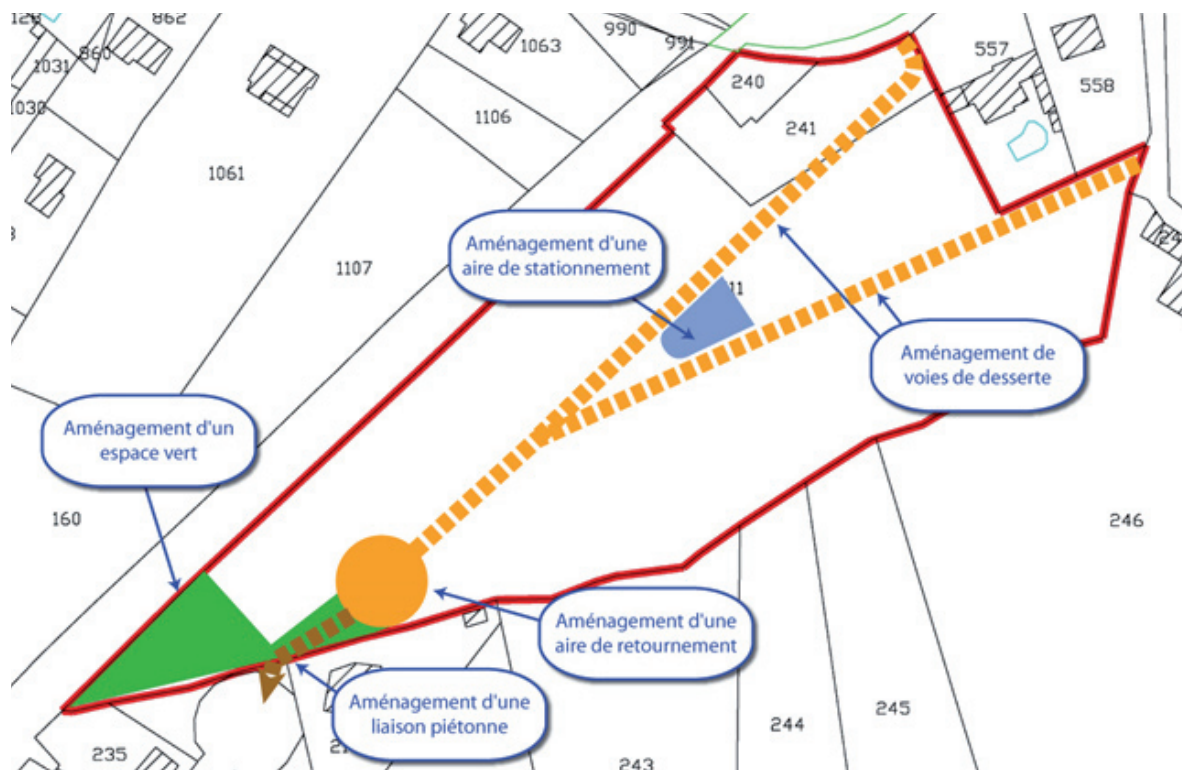 862
860
1031
1030
1063
990
991
1106
1061
240
241
557
558
1107
Aménagement d'une
aire de stationnement
11
Aménagement de
voies de desserte
Aménagement d'un
espace vert
160
246
Aménagement d'une
aire de retournement
Aménagement d'une
liaison piétonne
235
243
244
245